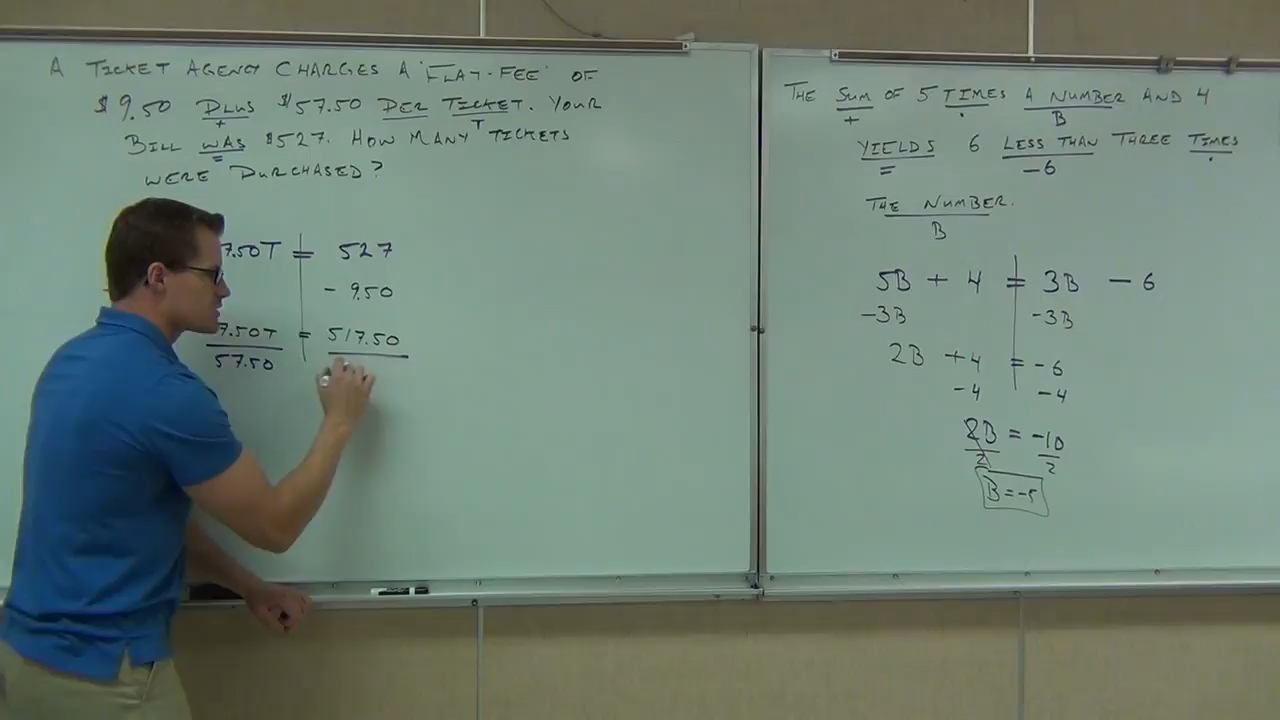 A TICKET AGENCY CHARGES A "FLAT-FEE" OF
$9.50 PLUS $57.50 PER TICKET. YOUR
+ T
BILL WAS $527. HOW MANY TICKETS
=
WERE PURCHASED?
7.50T = 527
- 9.50
7.50T = 517.50
57.50
THE SUM OF 5 TIMES A NUMBER AND 4
+ · B
YIELDS 6 LESS THAN THREE TIMES
= -6 ·
THE NUMBER.
B
5B + 4 = 3B - 6
-3B -3B
2B +4 = -6
-4 -4
2B = -10
2 2
B = -5